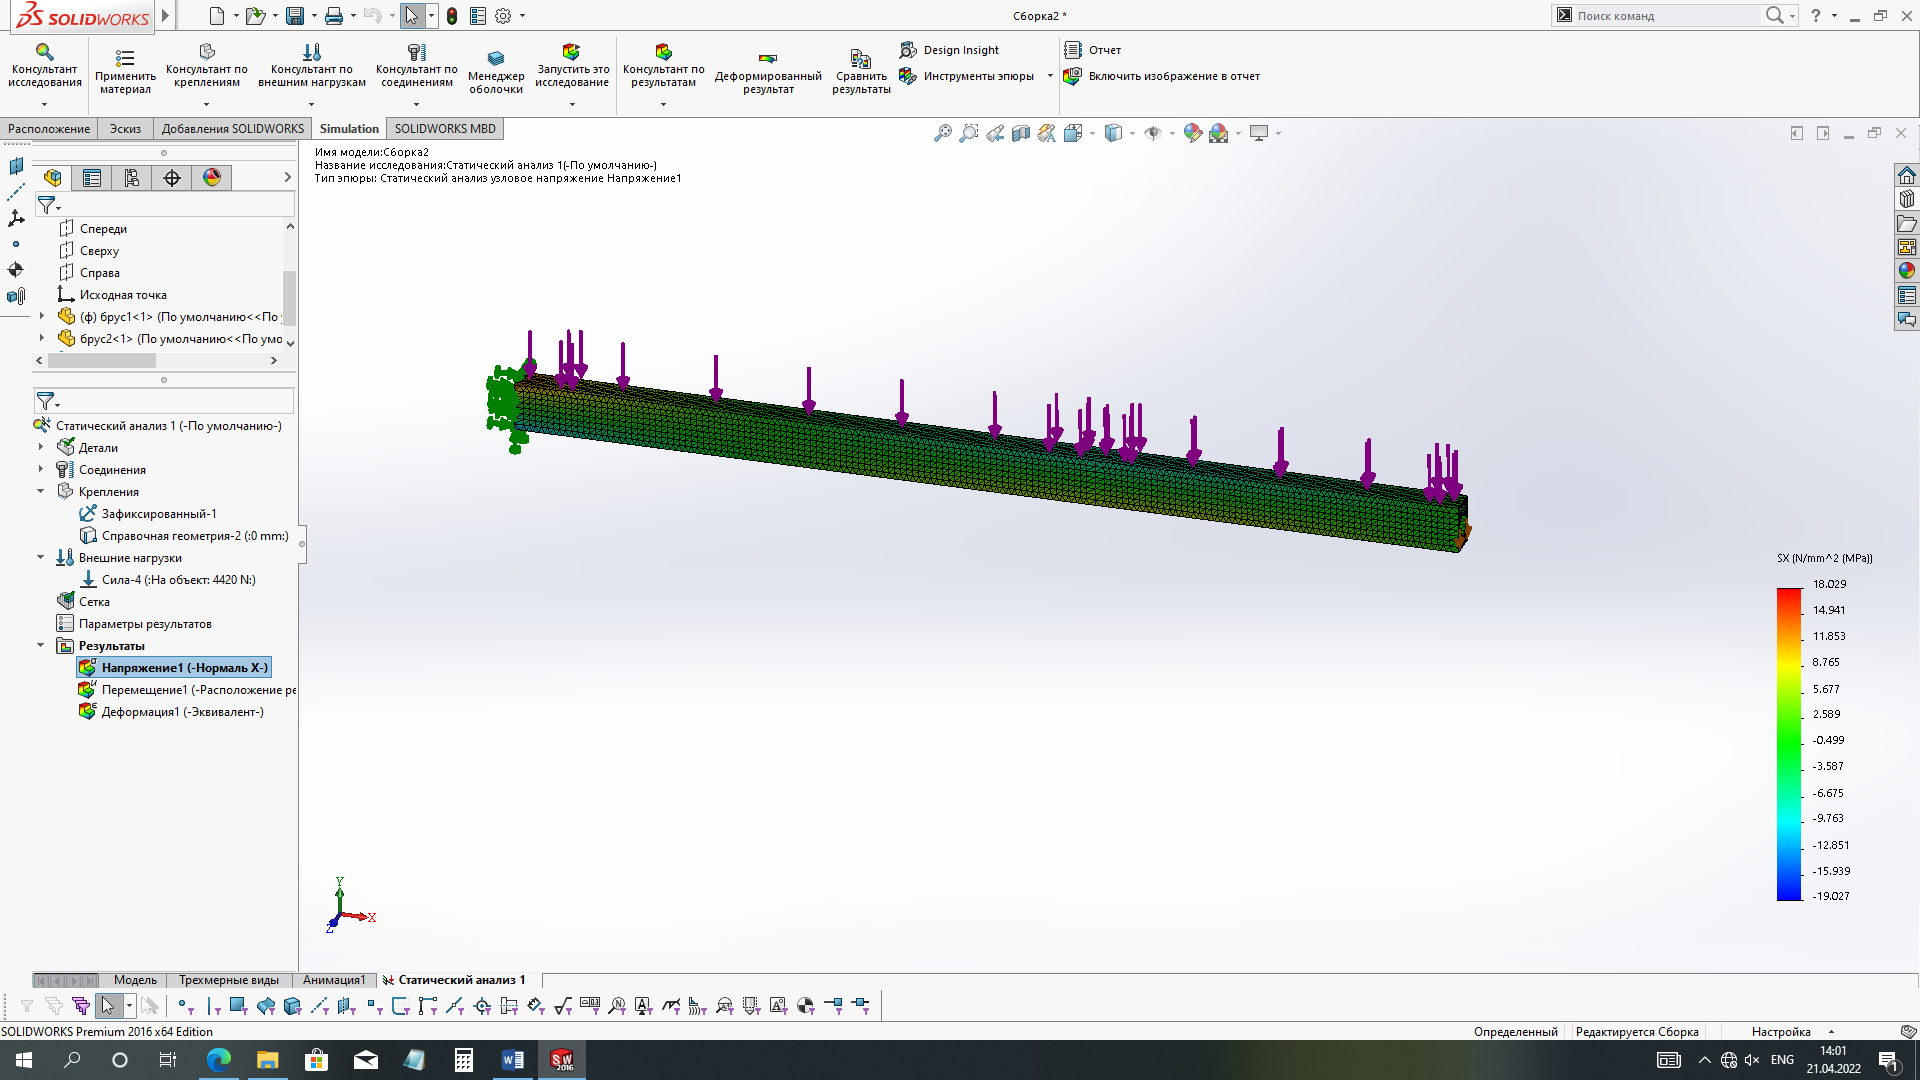 SOLIDWORKS
Сборка2 *
Поиск команд
Консультант исследования
Применить материал
Консультант по креплениям
Консультант по внешним нагрузкам
Консультант по соединениям
Менеджер оболочки
Запустить это исследование
Консультант по результатам
Деформированный результат
Сравнить результаты
Design Insight
Инструменты эпюры
Отчет
Включить изображение в отчет
Расположение
Эскиз
Добавления SOLIDWORKS
Simulation
SOLIDWORKS MBD
Имя модели:Сборка2
Название исследования:Статический анализ 1(-По умолчанию-)
Тип эпюры: Статический анализ узловое напряжение Напряжение1
Спереди
Сверху
Справа
Исходная точка
(ф) брус1<1> (По умолчанию<<По
брус2<1> (По умолчанию<<По умо
Статический анализ 1 (-По умолчанию-)
Детали
Соединения
Крепления
Зафиксированный-1
Справочная геометрия-2 (:0 mm:)
Внешние нагрузки
Сила-4 (:На объект: 4420 N:)
Сетка
Параметры результатов
Результаты
Напряжение1 (-Нормаль X-)
Перемещение1 (-Расположение ре
Деформация1 (-Эквивалент-)
SX (N/mm^2 (MPa))
18.029
14.941
11.853
8.765
5.677
2.589
-0.499
-3.587
-6.675
-9.763
-12.851
-15.939
-19.027
Y
X
Z
Модель
Трехмерные виды
Анимация1
Статический анализ 1
SOLIDWORKS Premium 2016 x64 Edition
Определенный
Редактируется Сборка
Настройка
ENG
14:01
21.04.2022
1